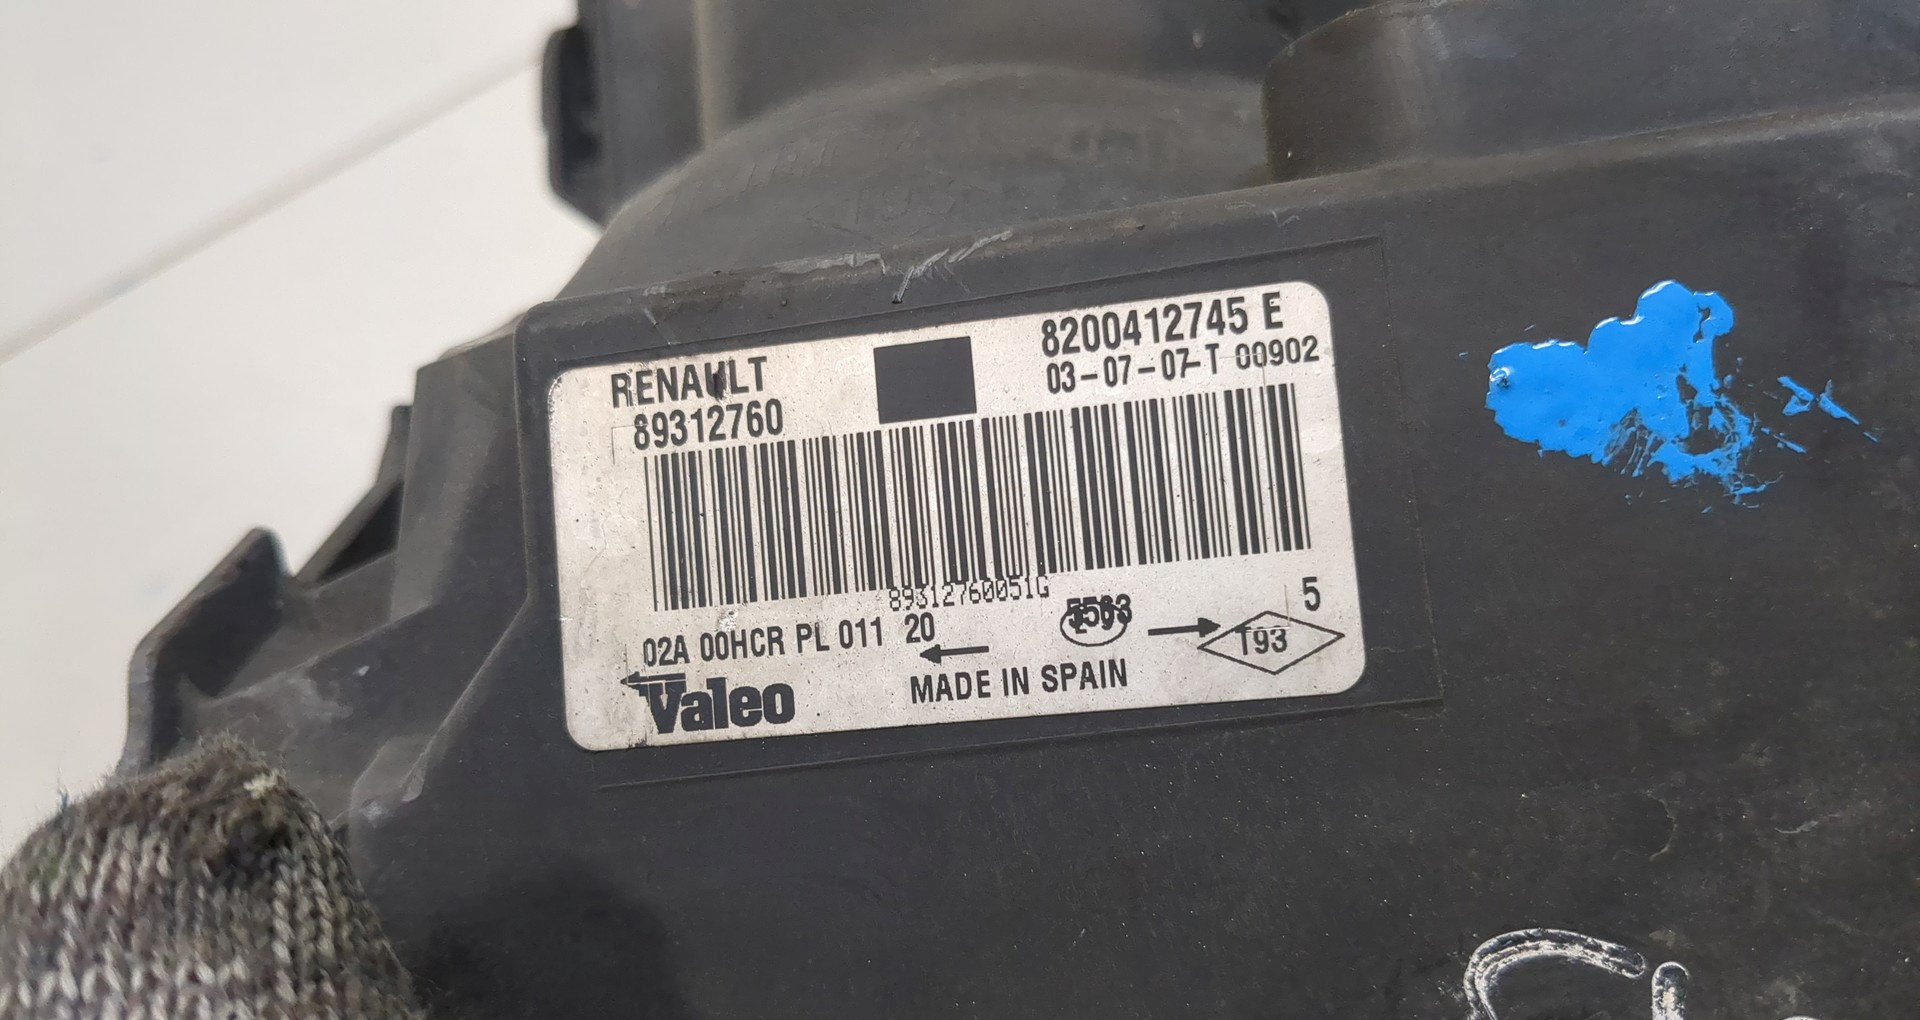 RENAULT
89312760
8200412745 E
03-07-07-T 00902
89312760051G
02A 00HCR PL 011 20
5
T93
Valeo
MADE IN SPAIN